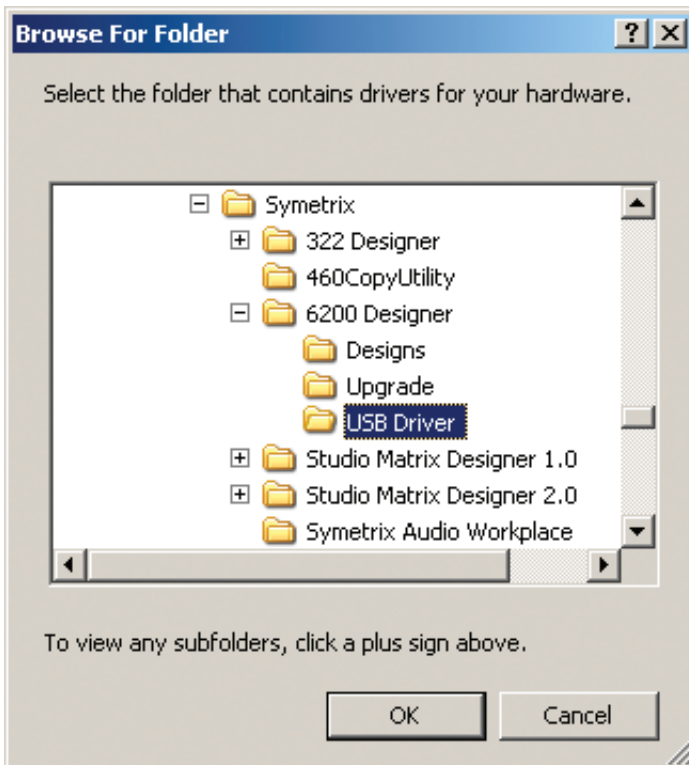 Browse For Folder
Select the folder that contains drivers for your hardware.
Symetrix
322 Designer
460CopyUtility
6200 Designer
Designs
Upgrade
USB Driver
Studio Matrix Designer 1.0
Studio Matrix Designer 2.0
Symetrix Audio Workplace
To view any subfolders, click a plus sign above.
OK Cancel